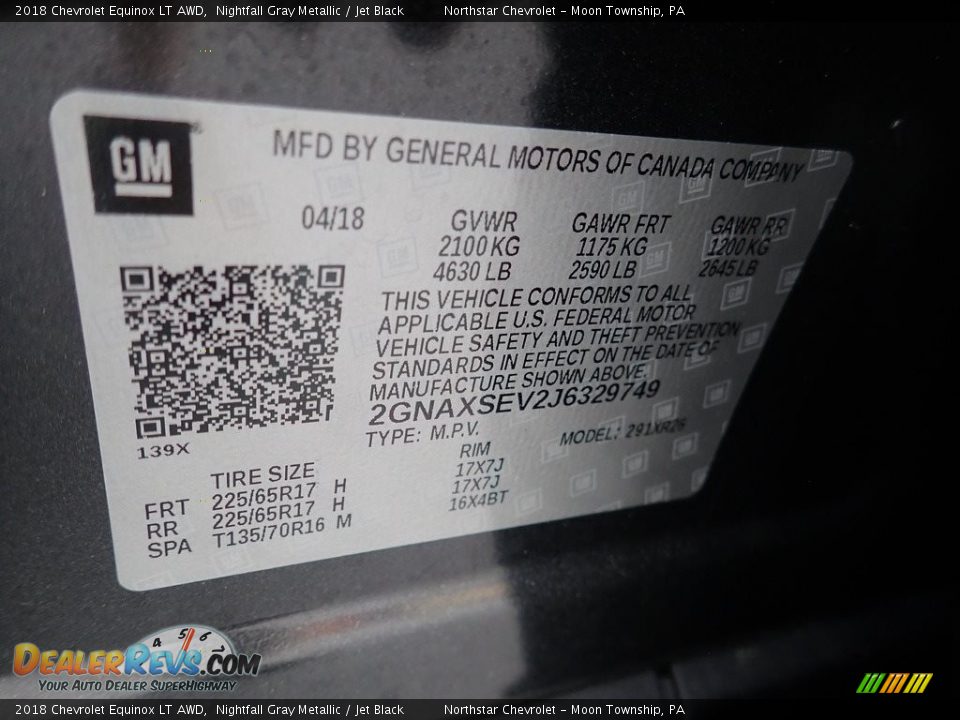 2018 Chevrolet Equinox LT AWD, Nightfall Gray Metallic / Jet Black Northstar Chevrolet – Moon Township, PA
GM
MFD BY GENERAL MOTORS OF CANADA COMPANY
04/18 GVWR GAWR FRT GAWR RR
2100 KG 1175 KG 1200 KG
4630 LB 2590 LB 2645 LB
THIS VEHICLE CONFORMS TO ALL
APPLICABLE U.S. FEDERAL MOTOR
VEHICLE SAFETY AND THEFT PREVENTION
STANDARDS IN EFFECT ON THE DATE OF
MANUFACTURE SHOWN ABOVE.
2GNAXSEV2J6329749
TYPE: M.P.V. MODEL: 291XR26
139X
TIRE SIZE RIM
FRT 225/65R17 H 17X7J
RR 225/65R17 H 17X7J
SPA T135/70R16 M 16X4BT
4 5 6
DealerRevs.com
Your Auto Dealer SuperHighway
2018 Chevrolet Equinox LT AWD, Nightfall Gray Metallic / Jet Black Northstar Chevrolet – Moon Township, PA